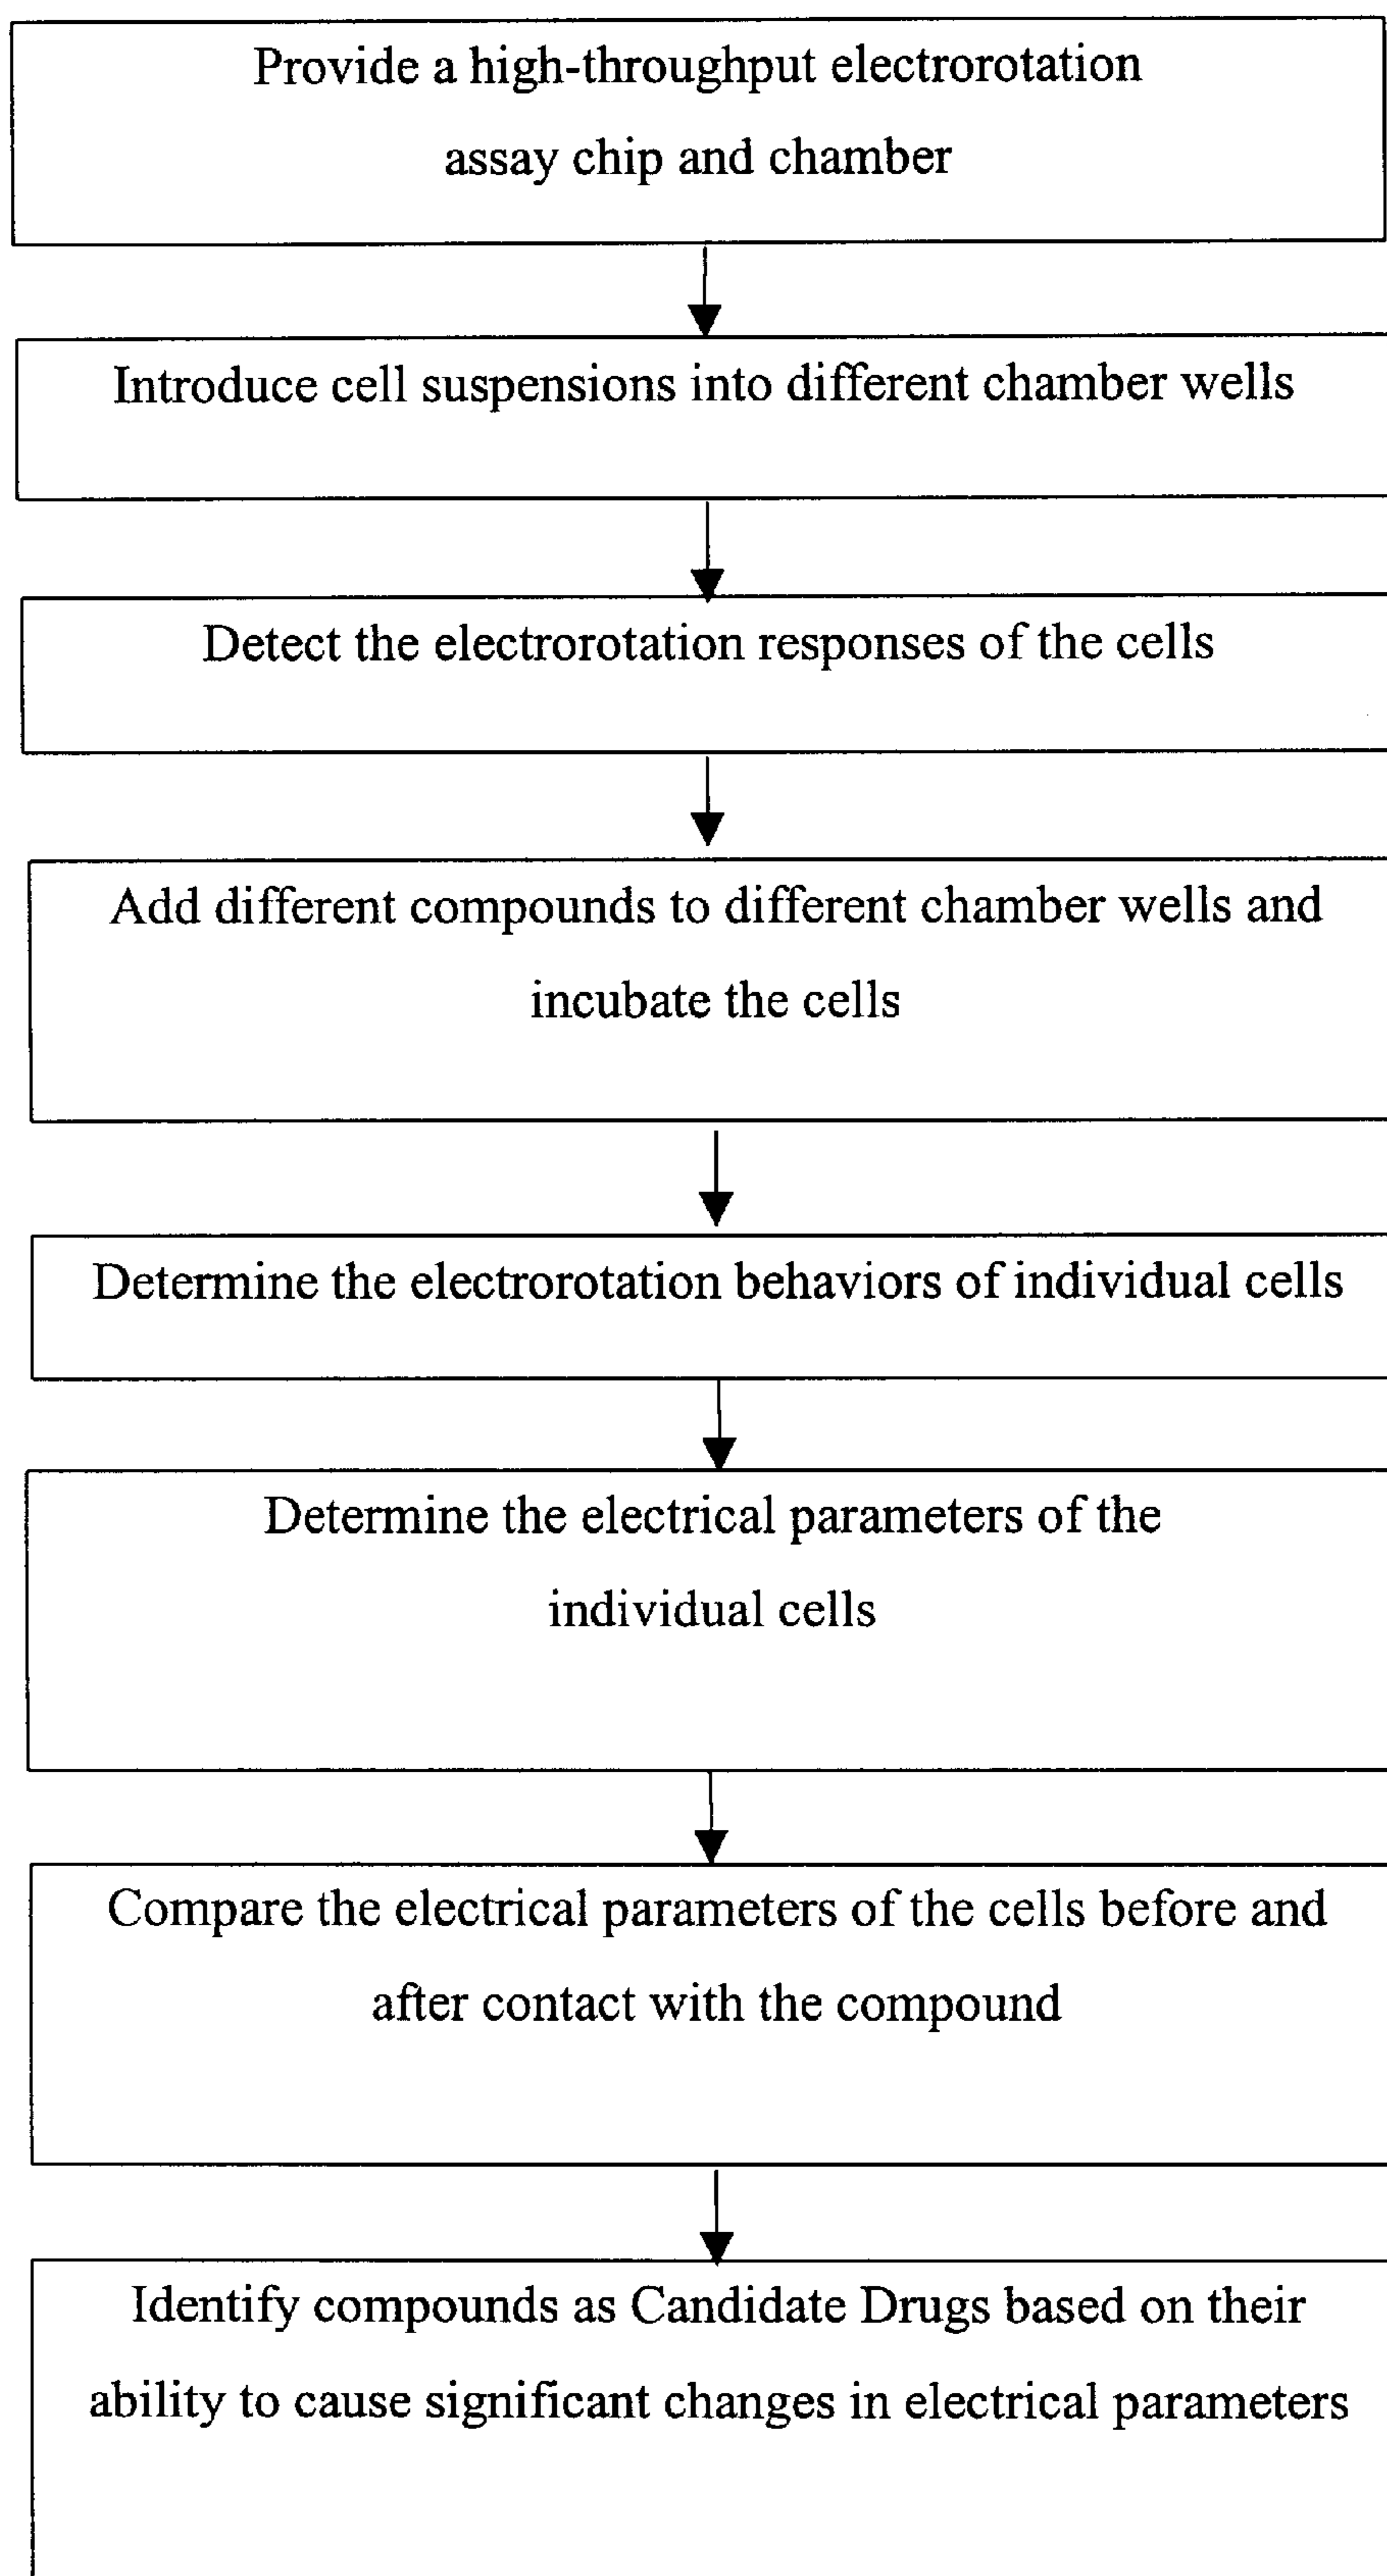 Provide a high-throughput electrorotation
assay chip and chamber
Introduce cell suspensions into different chamber wells
Detect the electrorotation responses of the cells
Add different compounds to different chamber wells and
incubate the cells
Determine the electrorotation behaviors of individual cells
Determine the electrical parameters of the
individual cells
Compare the electrical parameters of the cells before and
after contact with the compound
Identify compounds as Candidate Drugs based on their
ability to cause significant changes in electrical parameters